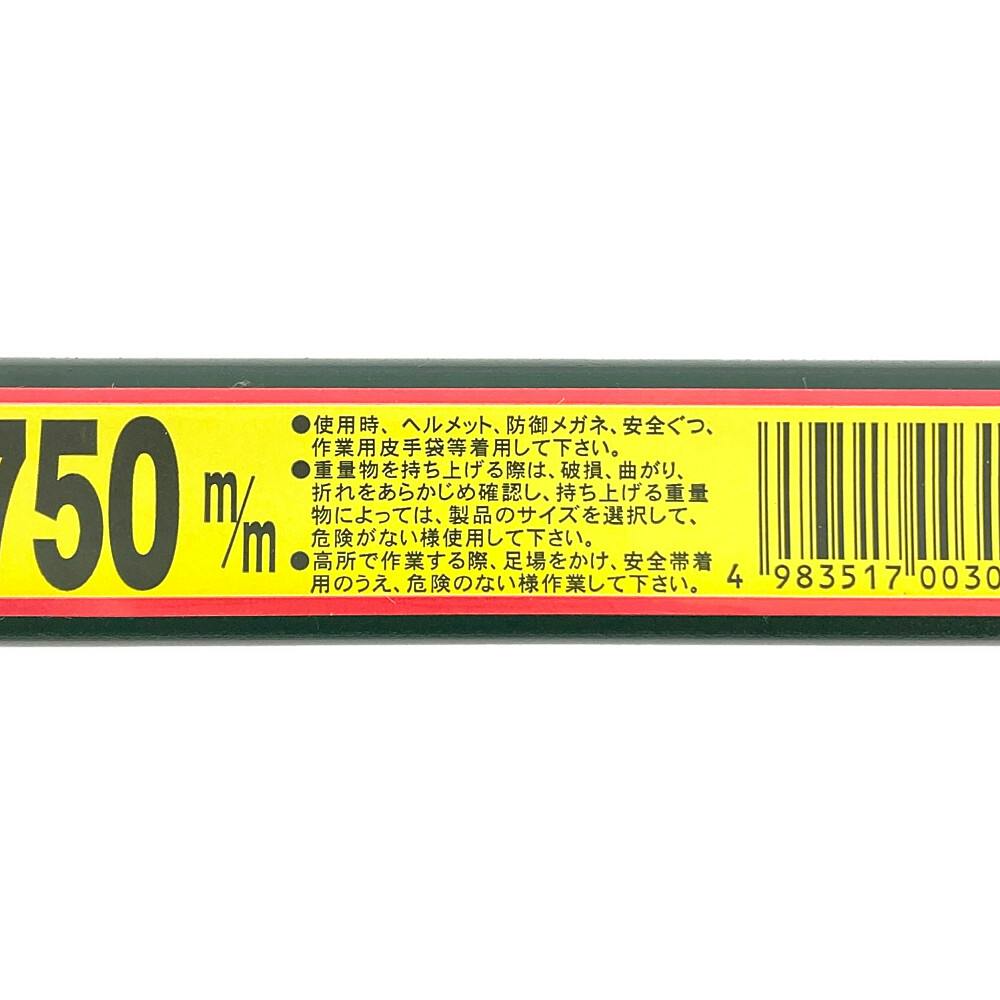 750 m/m
●使用時、ヘルメット、防御メガネ、安全ぐつ、
作業用皮手袋等着用して下さい。
●重量物を持ち上げる際は、破損、曲がり、
折れをあらかじめ確認し、持ち上げる重量
物によっては、製品のサイズを選択して、
危険がない様使用して下さい。
●高所で作業する際、足場をかけ、安全帯着
用のうえ、危険のない様作業して下さい。
4 983517 0030